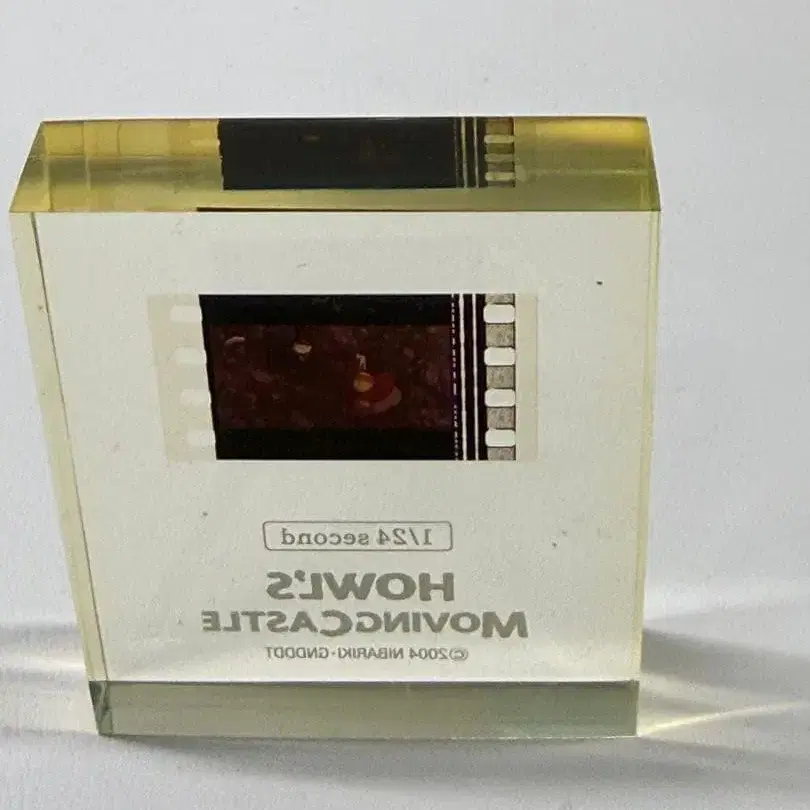 1/24 second
HOWL'S
MOVINGCASTLE
©2004 NIBARIKI·GNDDDT